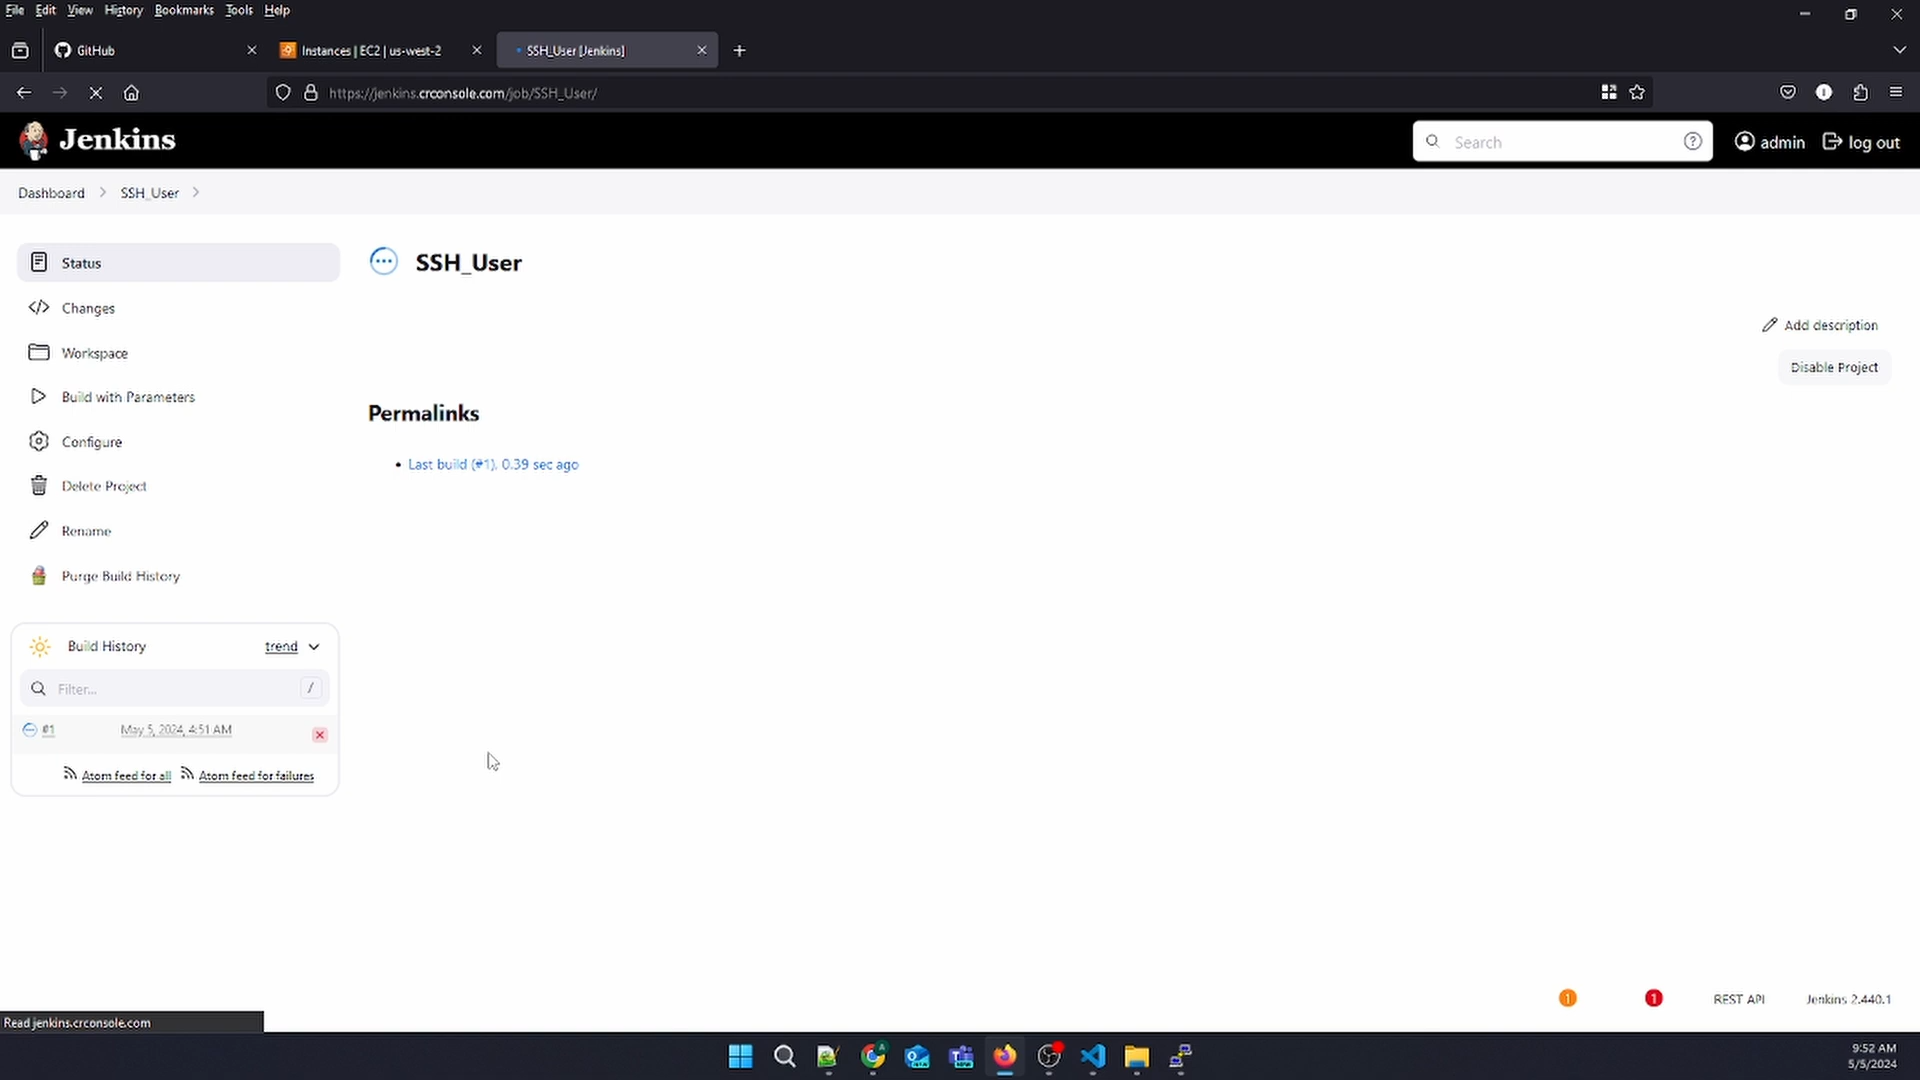 File Edit View History Bookmarks Tools Help
GitHub
Instances | EC2 | us-west-2
SSH_User [Jenkins]
https://jenkins.crconsole.com/job/SSH_User/
Jenkins
Search
admin
log out
Dashboard
SSH_User
Status
SSH_User
Changes
Add description
Workspace
Disable Project
Build with Parameters
Permalinks
Configure
Last build (#1), 0.39 sec ago
Delete Project
Rename
Purge Build History
Build History
trend
Filter...
/
#1
May 5, 2024, 4:51 AM
Atom feed for all
Atom feed for failures
1
1
REST API
Jenkins 2.440.1
Read jenkins.crconsole.com
9:52 AM
5/5/2024